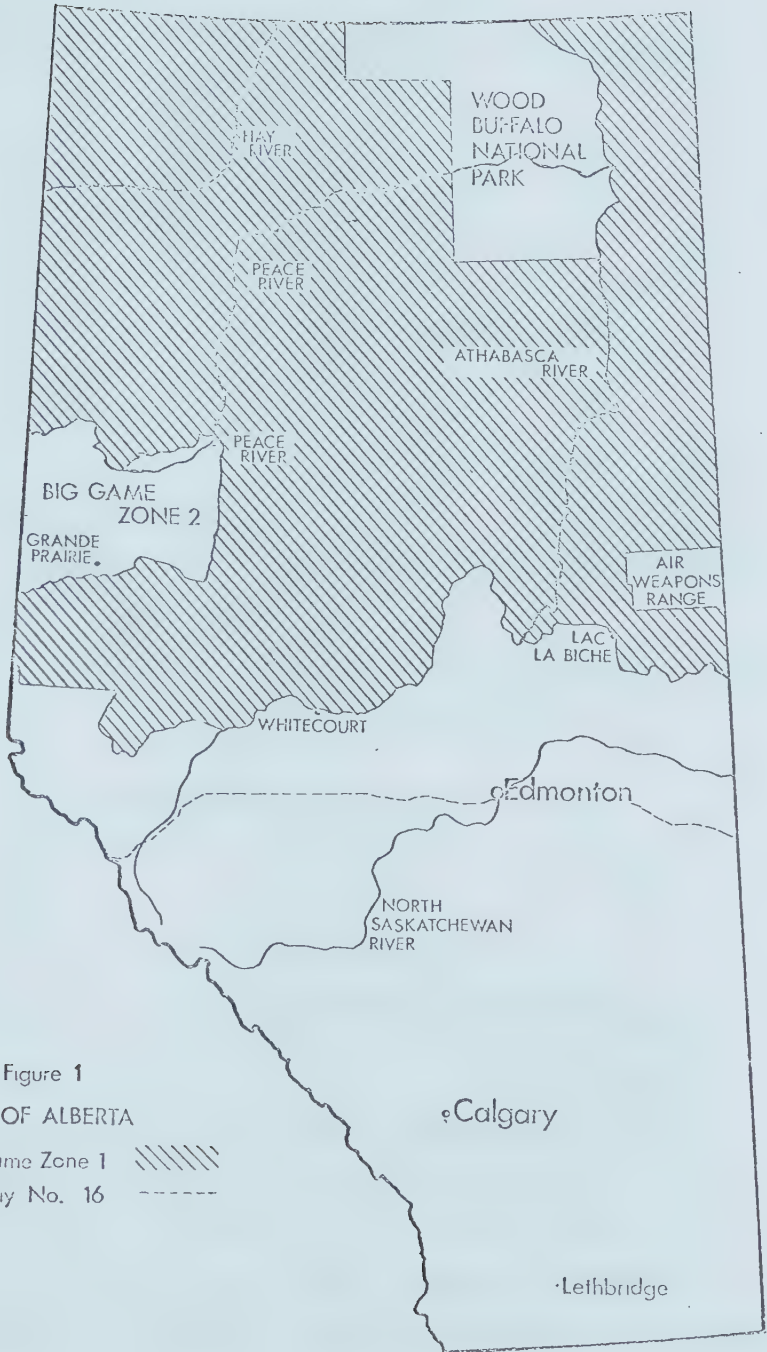 WOOD
BUFFALO
NATIONAL
PARK
HAY
RIVER
PEACE
RIVER
ATHABASCA
RIVER
PEACE
RIVER
BIG GAME
ZONE 2
GRANDE
PRAIRIE
AIR
WEAPONS
RANGE
LAC
LA BICHE
WHITECOURT
Edmonton
NORTH
SASKATCHEWAN
RIVER
Figure 1
OF ALBERTA
Calgary
Zone 1
No. 16
Lethbridge